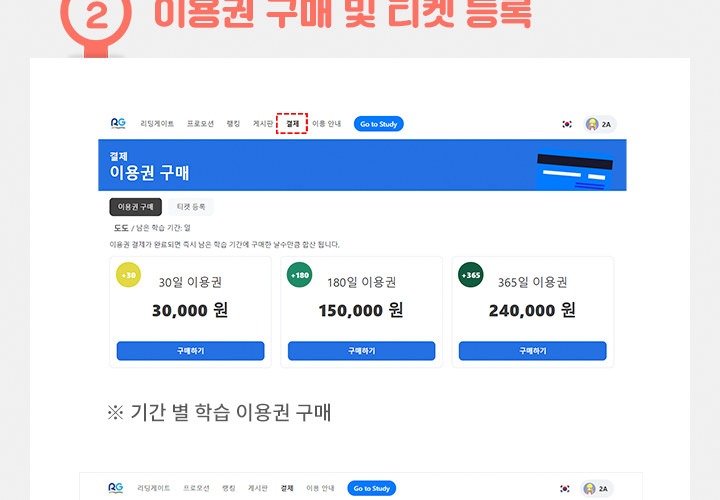 2 이용권 구매 및 티켓 등록
RG 리딩게이트 프로모션 랭킹 게시판 결제 이용 안내 Go to Study 2A
결제
이용권 구매
이용권 구매 티켓 등록
도도 / 남은 학습 기간: 일
이용권 결제가 완료되면 즉시 남은 학습 기간에 구매한 날수만큼 합산 됩니다.
+30 30일 이용권 +180 180일 이용권 +365 365일 이용권
30,000 원 150,000 원 240,000 원
구매하기 구매하기 구매하기
※ 기간 별 학습 이용권 구매
RG 리딩게이트 프로모션 랭킹 게시판 결제 이용 안내 Go to Study 2A